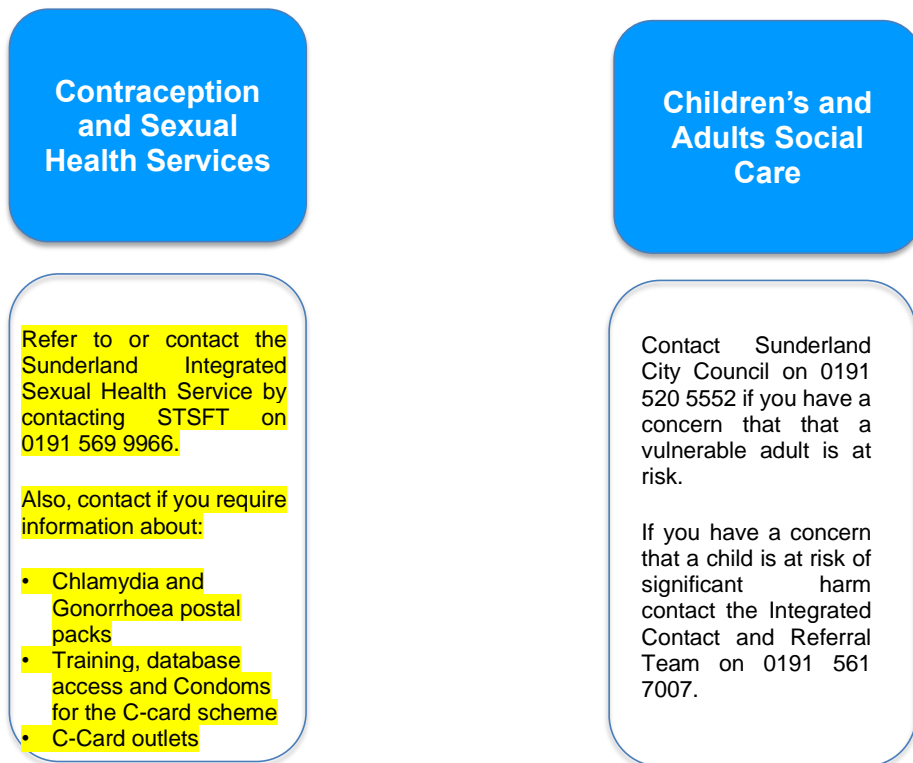 Contraception
and Sexual
Health Services
Refer to or contact the
Sunderland Integrated
Sexual Health Service by
contacting STSFT on
0191 569 9966.
Also, contact if you require
information about:
• Chlamydia and
Gonorrhoea postal
packs
• Training, database
access and Condoms
for the C-card scheme
• C-Card outlets
Children’s and
Adults Social
Care
Contact Sunderland
City Council on 0191
520 5552 if you have a
concern that that a
vulnerable adult is at
risk.
If you have a concern
that a child is at risk of
significant harm
contact the Integrated
Contact and Referral
Team on 0191 561
7007.